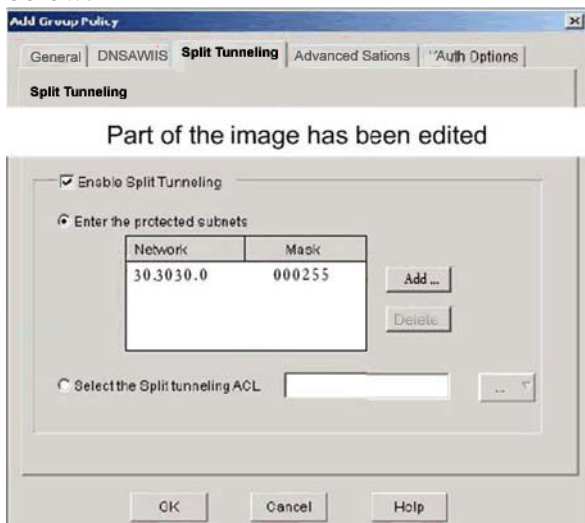 Add Group Policy
General DNSAWIIS Split Tunneling Advanced Sations Auth Options
Split Tunneling
Part of the image has been edited
Enable Split Tunneling
Enter the protected subnets
Network Mask
30.3030.0 000255
Add ...
Delete
Select the Split tunneling ACL ...
OK Cancel Help